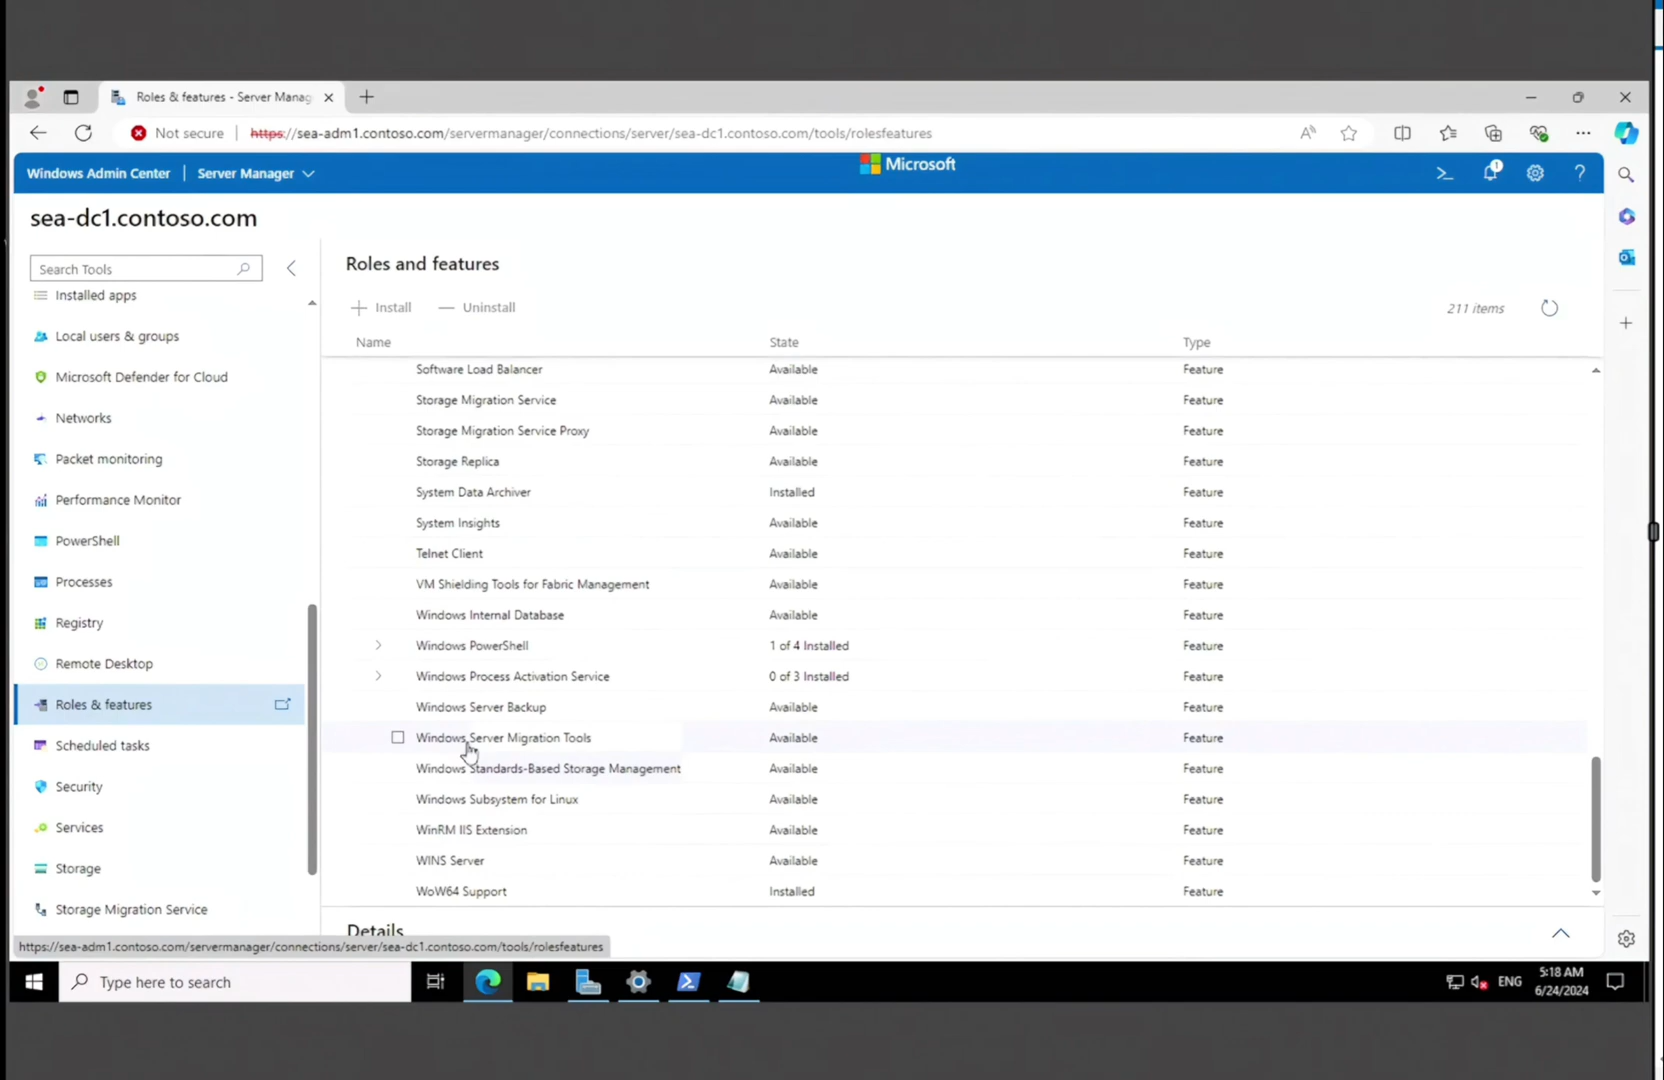 Roles & features - Server Manag
Not secure
https://sea-adm1.contoso.com/servermanager/connections/server/sea-dc1.contoso.com/tools/rolesfeatures
Windows Admin Center | Server Manager
Microsoft
1
sea-dc1.contoso.com
Search Tools
Installed apps
Local users & groups
Microsoft Defender for Cloud
Networks
Packet monitoring
Performance Monitor
PowerShell
Processes
Registry
Remote Desktop
Roles & features
Scheduled tasks
Security
Services
Storage
Storage Migration Service
Roles and features
Install
Uninstall
211 items
Name State Type
Software Load Balancer Available Feature
Storage Migration Service Available Feature
Storage Migration Service Proxy Available Feature
Storage Replica Available Feature
System Data Archiver Installed Feature
System Insights Available Feature
Telnet Client Available Feature
VM Shielding Tools for Fabric Management Available Feature
Windows Internal Database Available Feature
Windows PowerShell 1 of 4 Installed Feature
Windows Process Activation Service 0 of 3 Installed Feature
Windows Server Backup Available Feature
Windows Server Migration Tools Available Feature
Windows Standards-Based Storage Management Available Feature
Windows Subsystem for Linux Available Feature
WinRM IIS Extension Available Feature
WINS Server Available Feature
WoW64 Support Installed Feature
Details
https://sea-adm1.contoso.com/servermanager/connections/server/sea-dc1.contoso.com/tools/rolesfeatures
Type here to search
ENG
5:18 AM
6/24/2024